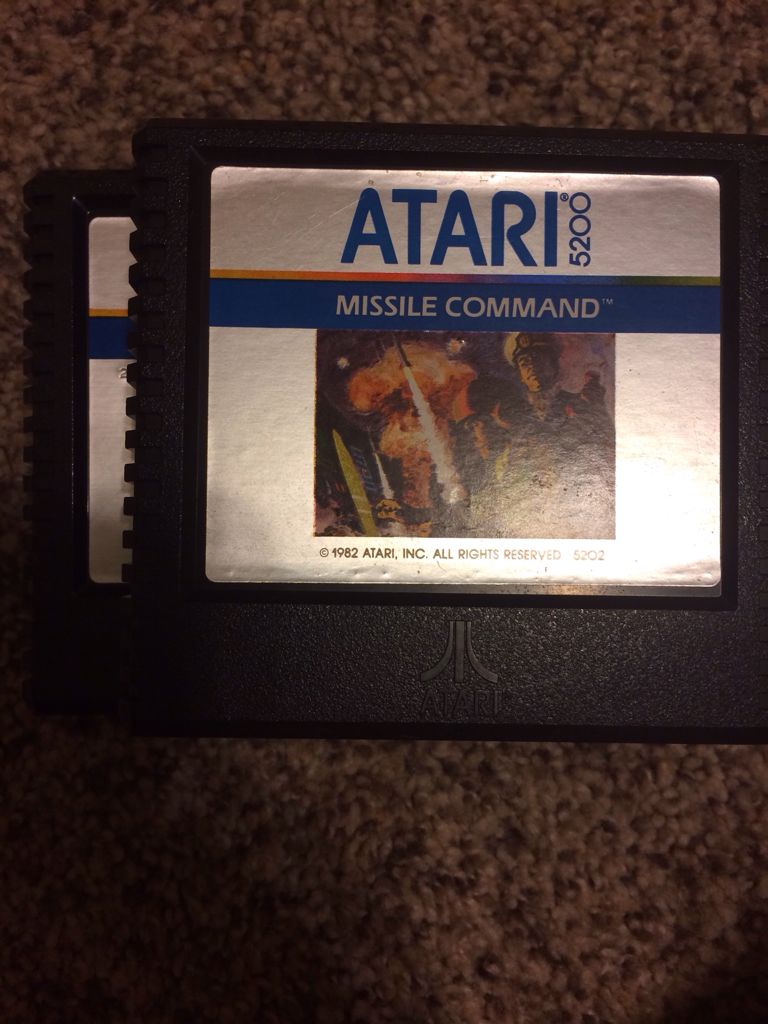 ATARI® 5200
MISSILE COMMAND™
© 1982 ATARI, INC. ALL RIGHTS RESERVED. 5202
ATARI